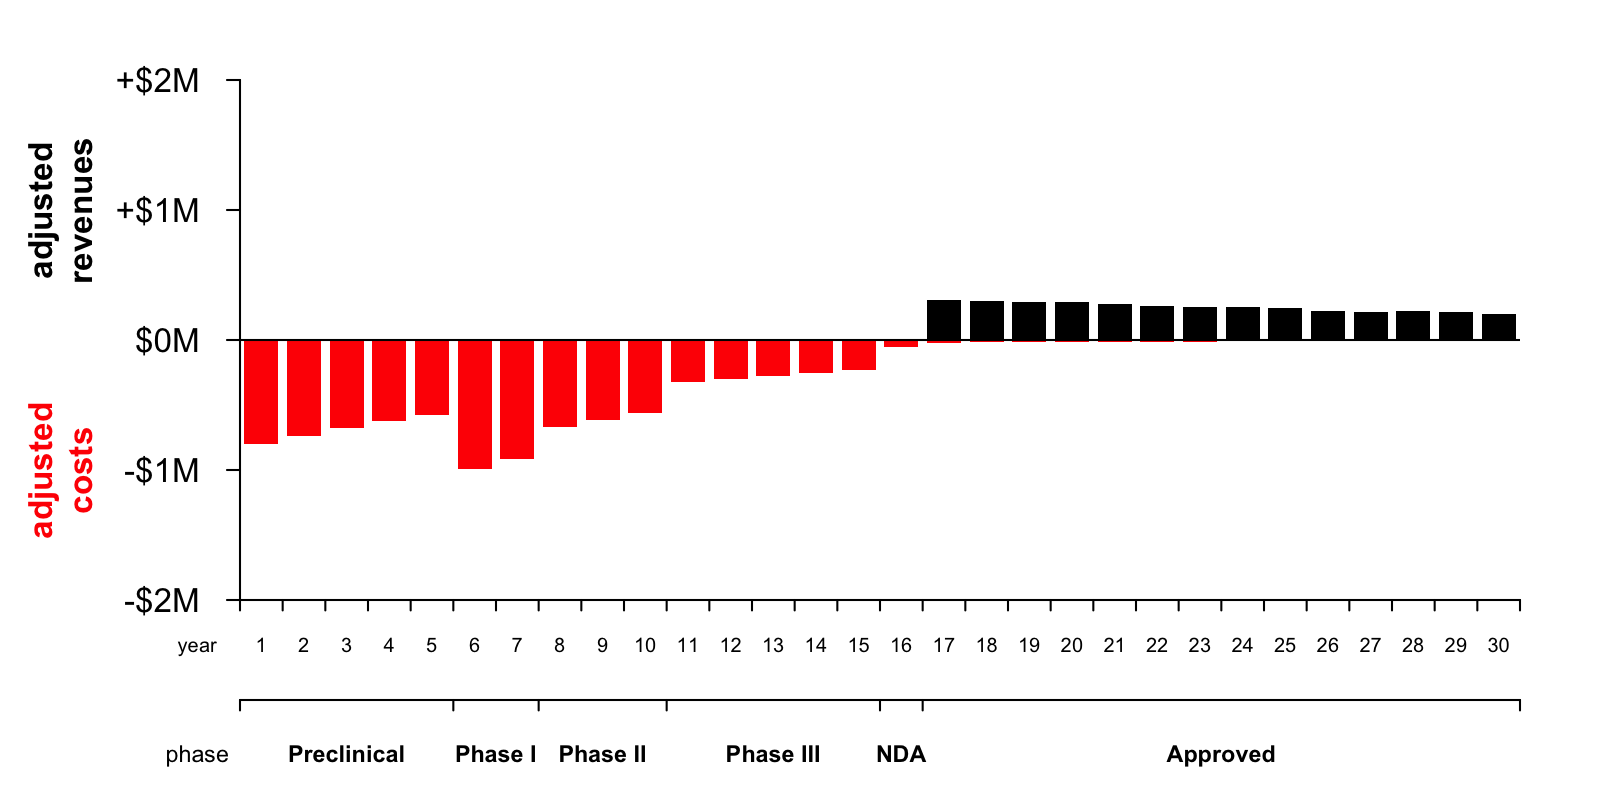 +$2M
+$1M
$0M
-$1M
-$2M
adjusted
revenues
adjusted
costs
year 1 2 3 4 5 6 7 8 9 10 11 12 13 14 15 16 17 18 19 20 21 22 23 24 25 26 27 28 29 30
phase Preclinical Phase I Phase II Phase III NDA Approved